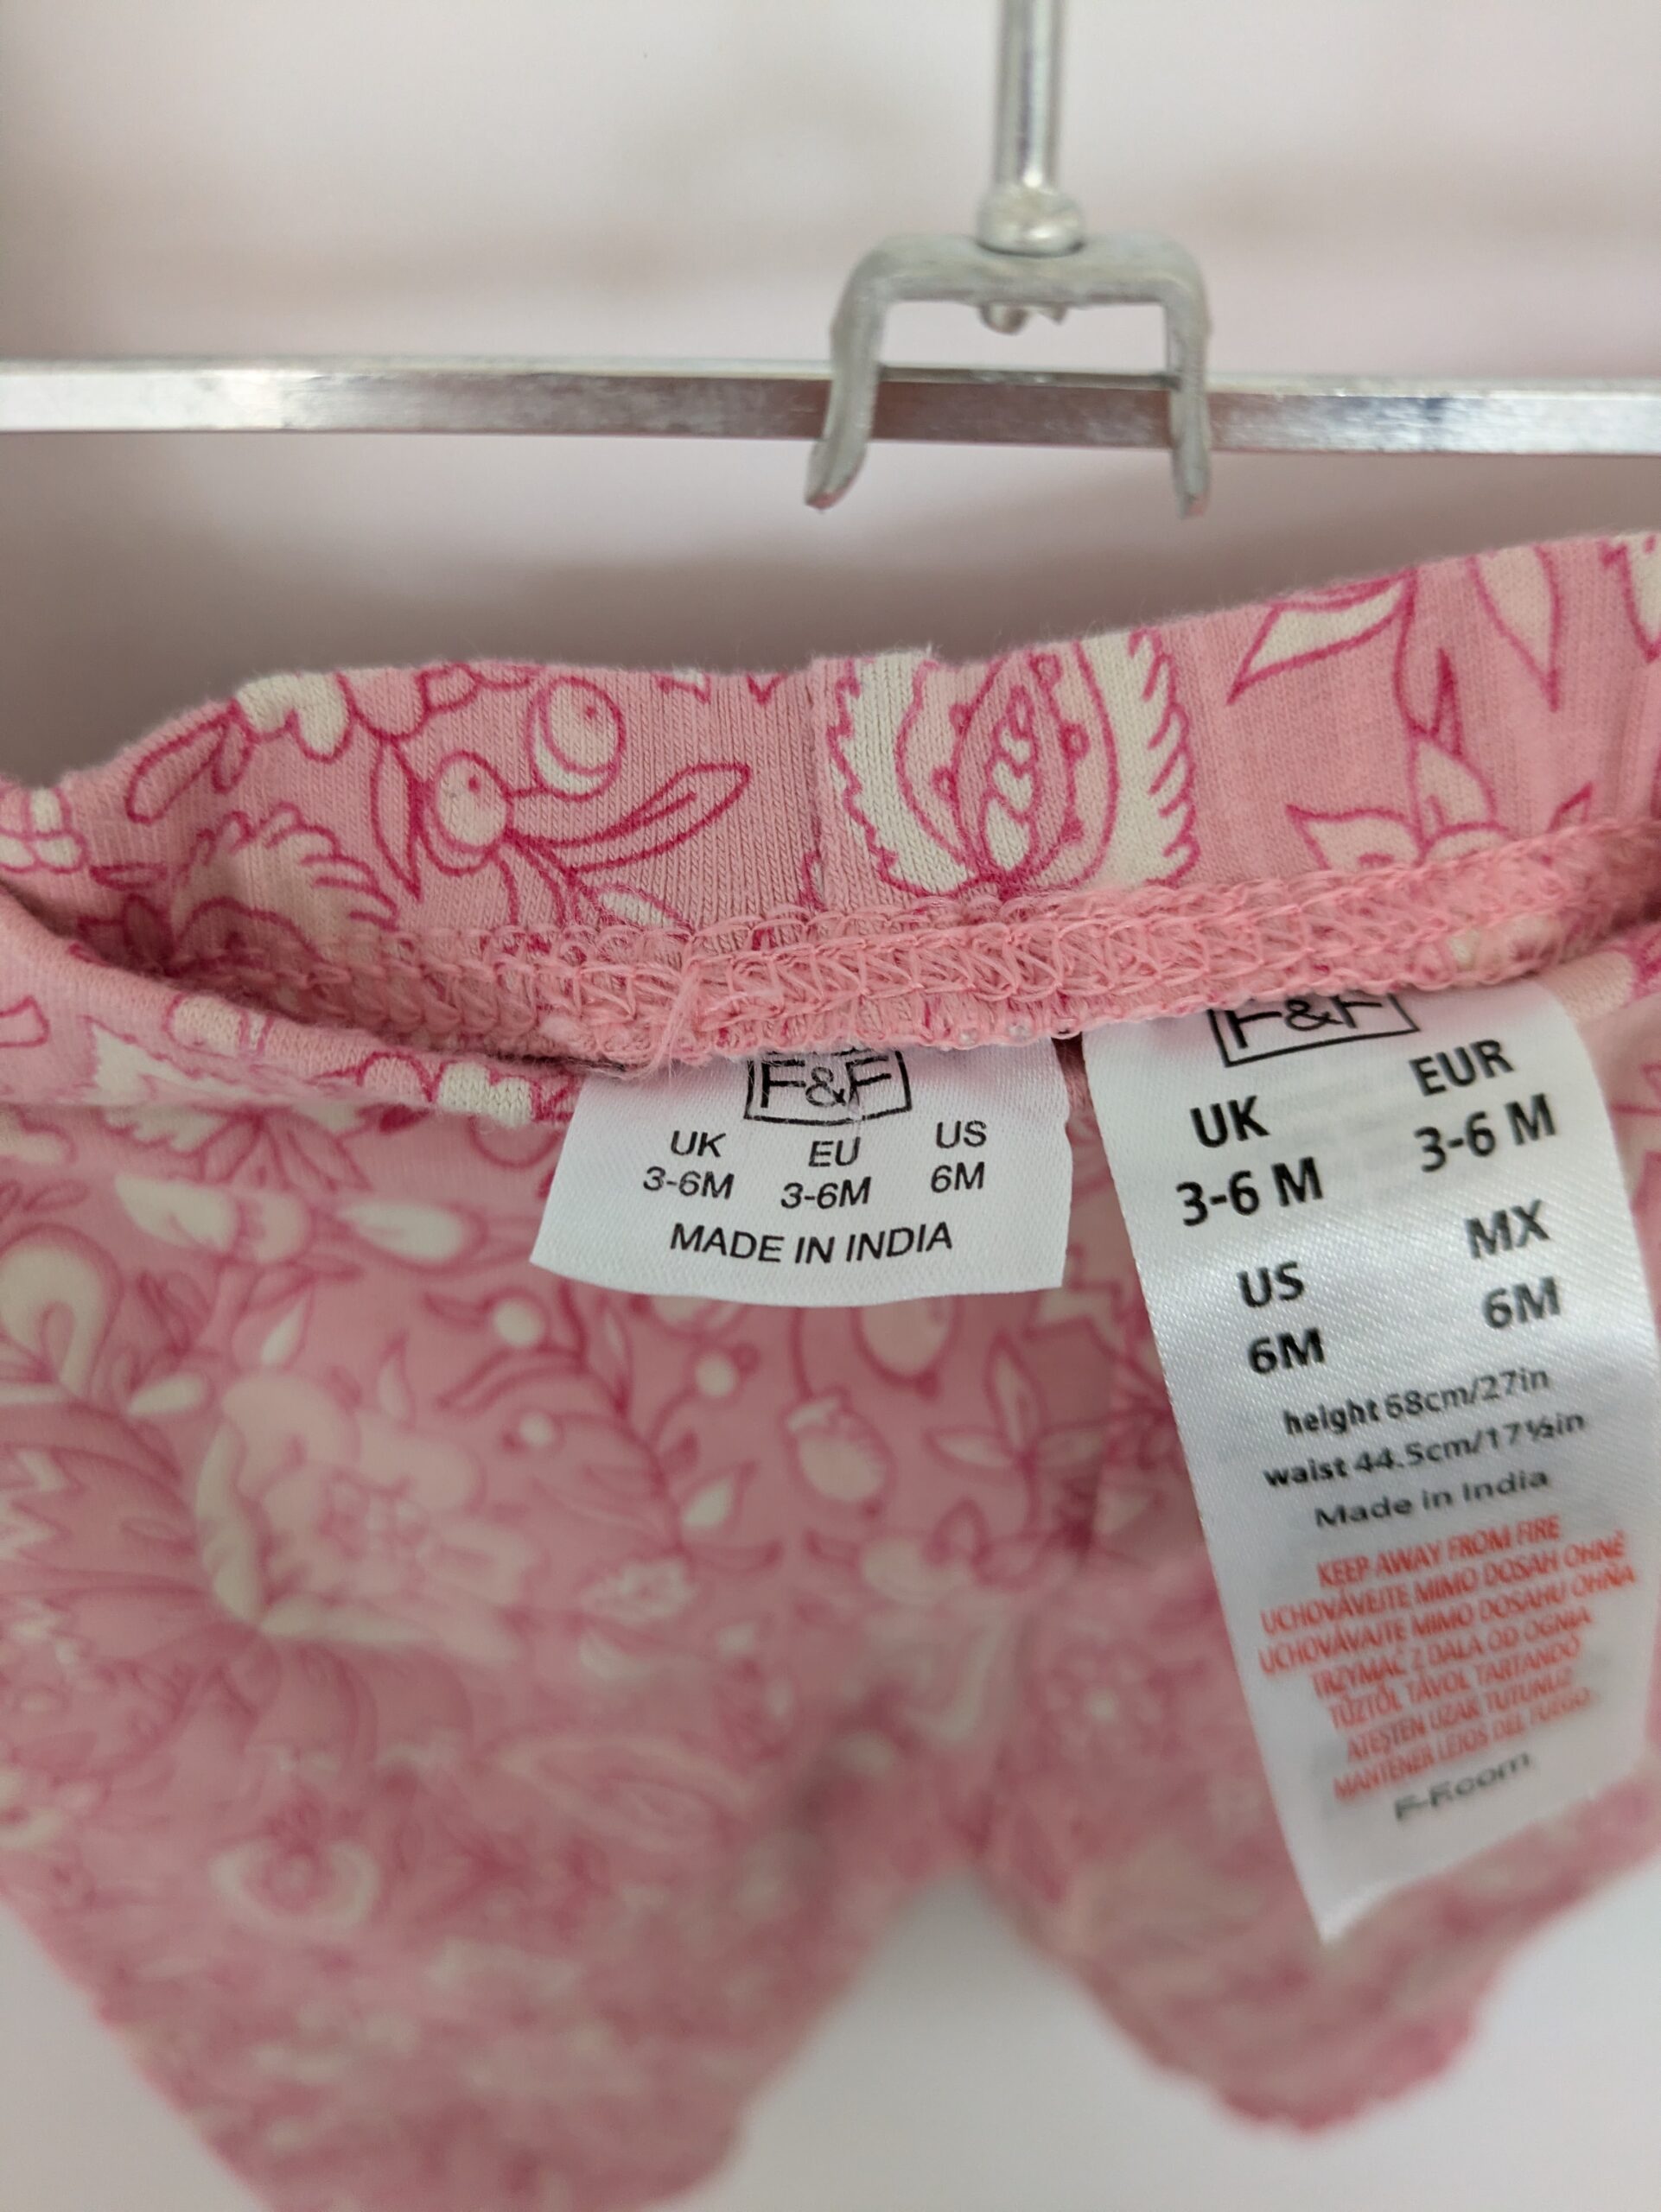 F&F
UK EU US
3-6M 3-6M 6M
MADE IN INDIA
F&F
UK EUR
3-6 M 3-6 M
US MX
6M 6M
height 68cm/27in
waist 44.5cm/17½in
Made in India
KEEP AWAY FROM FIRE
UCHOVÁVEJTE MIMO DOSAH OHNĚ
UCHOVÁVAJTE MIMO DOSAHU OHŇA
TRZYMAĆ Z DALA OD OGNIA
TŰZTŐL TÁVOL TARTANDÓ
ATEŞTEN UZAK TUTUNUZ
MANTENER LEJOS DEL FUEGO.